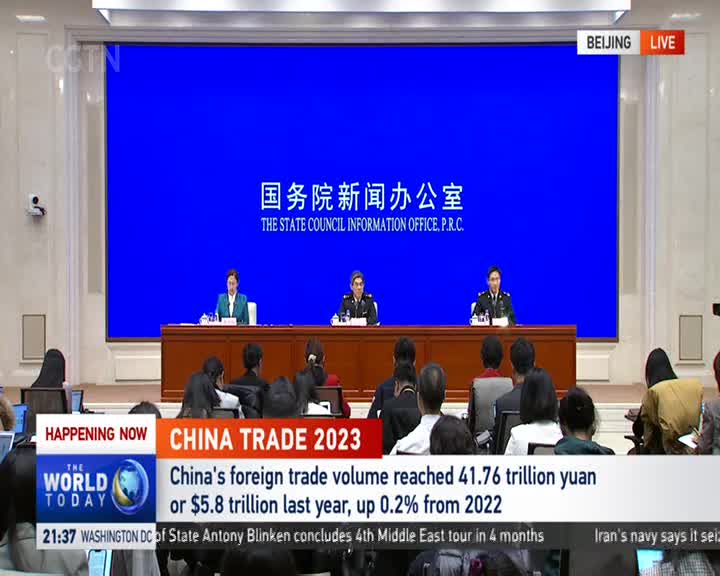 CGTN
BEIJING LIVE
国务院新闻办公室
THE STATE COUNCIL INFORMATION OFFICE, P.R.C.
HAPPENING NOW
CHINA TRADE 2023
THE WORLD TODAY
China's foreign trade volume reached 41.76 trillion yuan
or $5.8 trillion last year, up 0.2% from 2022
21:37 WASHINGTON DC of State Antony Blinken concludes 4th Middle East tour in 4 months Iran's navy says it sei